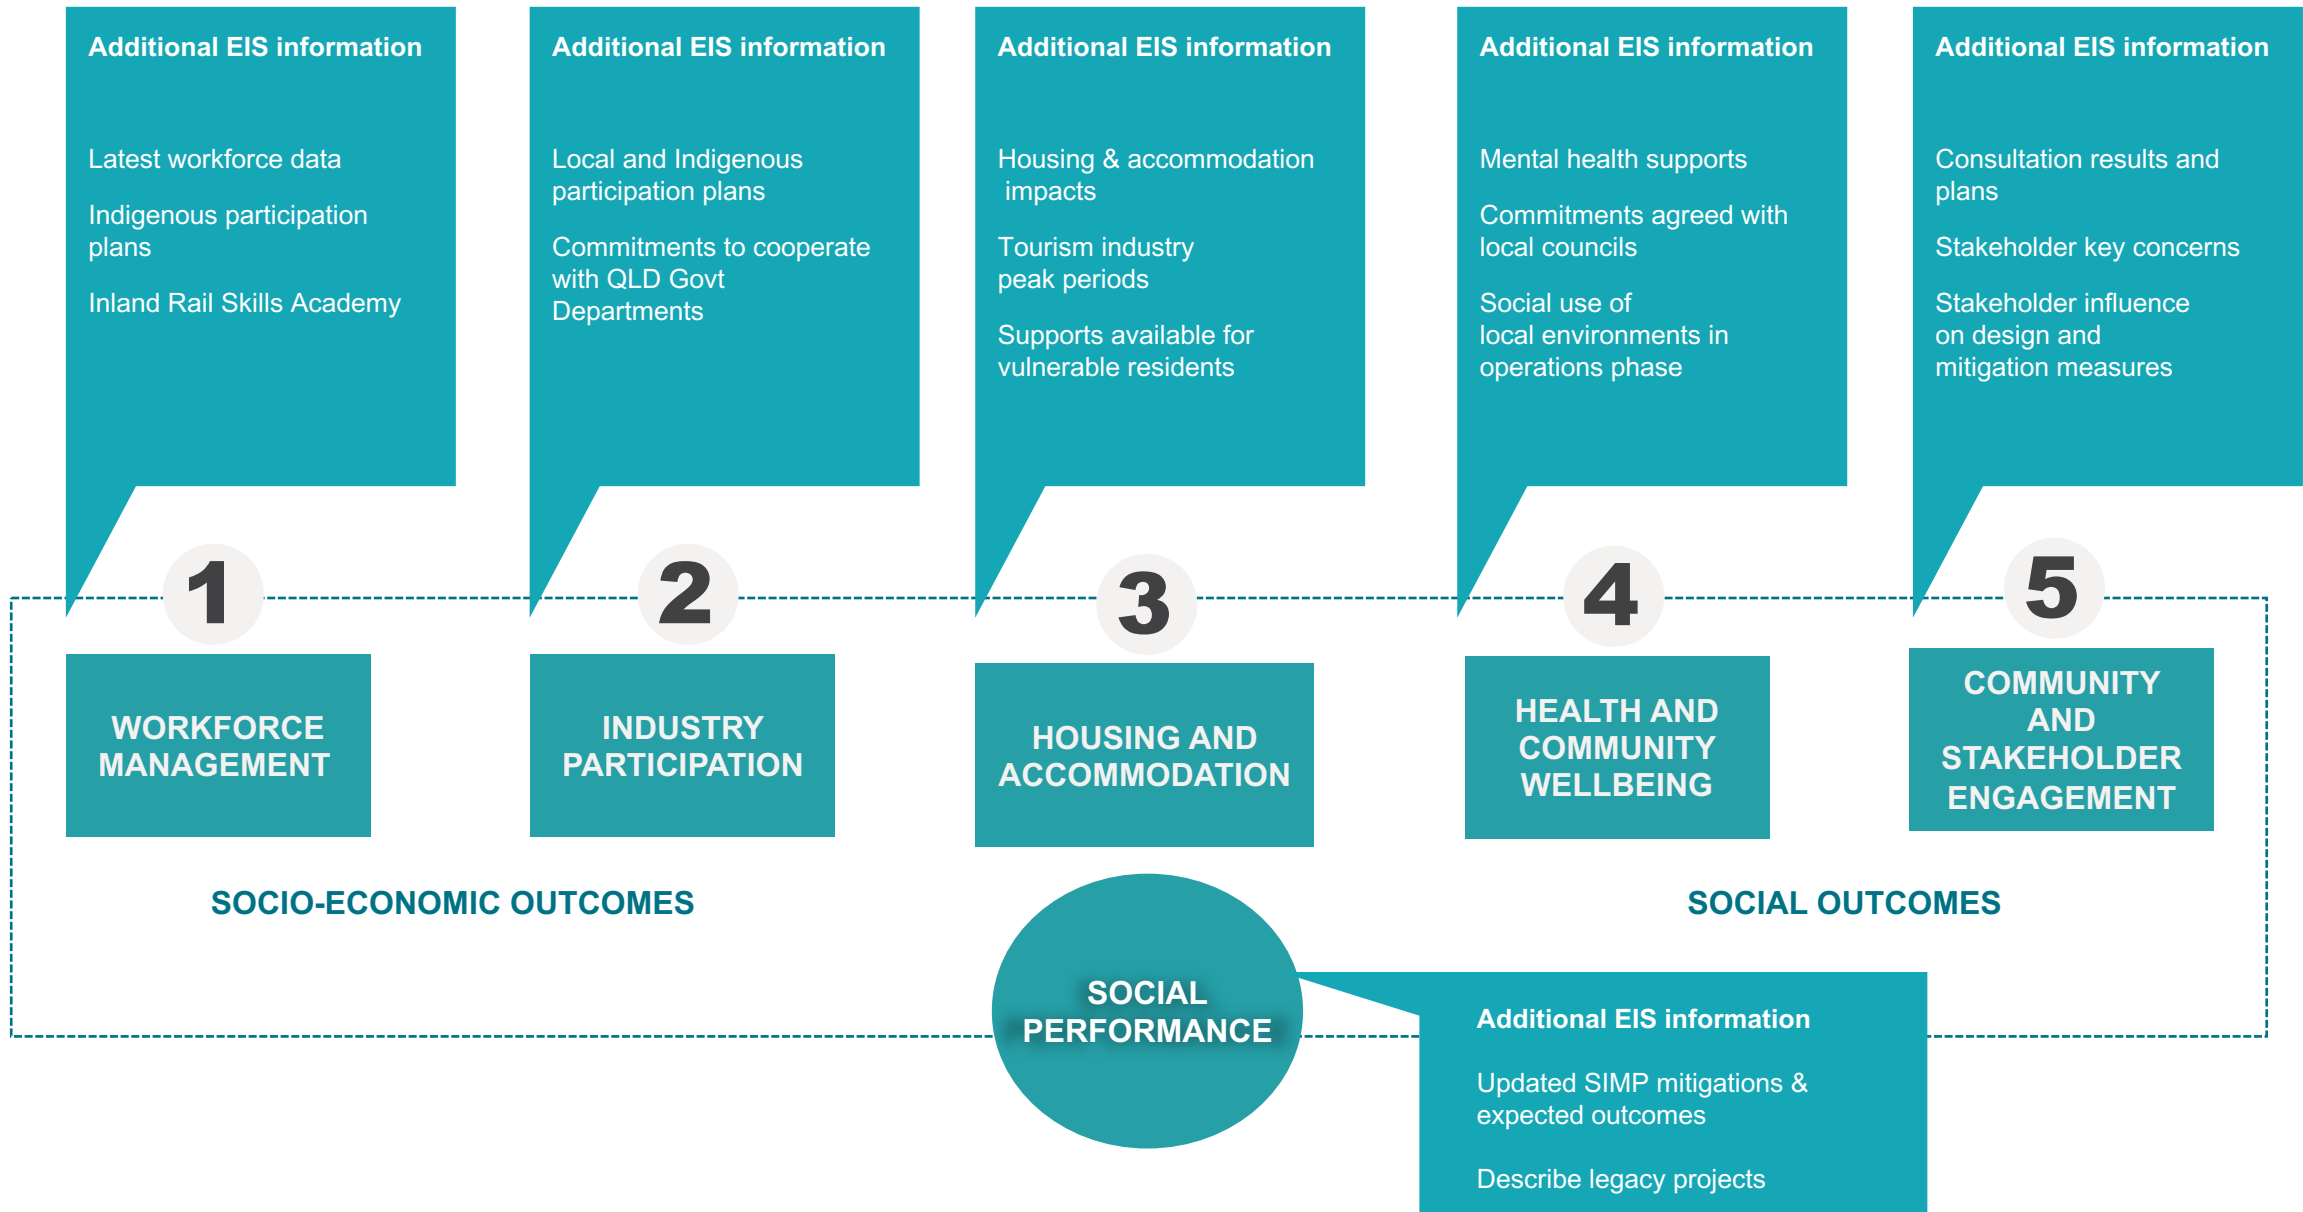 Additional EIS information
Latest workforce data
Indigenous participation
plans
Inland Rail Skills Academy
Additional EIS information
Local and Indigenous
participation plans
Commitments to cooperate
with QLD Govt
Departments
Additional EIS information
Housing & accommodation
impacts
Tourism industry
peak periods
Supports available for
vulnerable residents
Additional EIS information
Mental health supports
Commitments agreed with
local councils
Social use of
local environments in
operations phase
Additional EIS information
Consultation results and
plans
Stakeholder key concerns
Stakeholder influence
on design and
mitigation measures
1
WORKFORCE
MANAGEMENT
2
INDUSTRY
PARTICIPATION
3
HOUSING AND
ACCOMMODATION
4
HEALTH AND
COMMUNITY
WELLBEING
5
COMMUNITY
AND
STAKEHOLDER
ENGAGEMENT
SOCIO-ECONOMIC OUTCOMES
SOCIAL OUTCOMES
SOCIAL
PERFORMANCE
Additional EIS information
Updated SIMP mitigations &
expected outcomes
Describe legacy projects